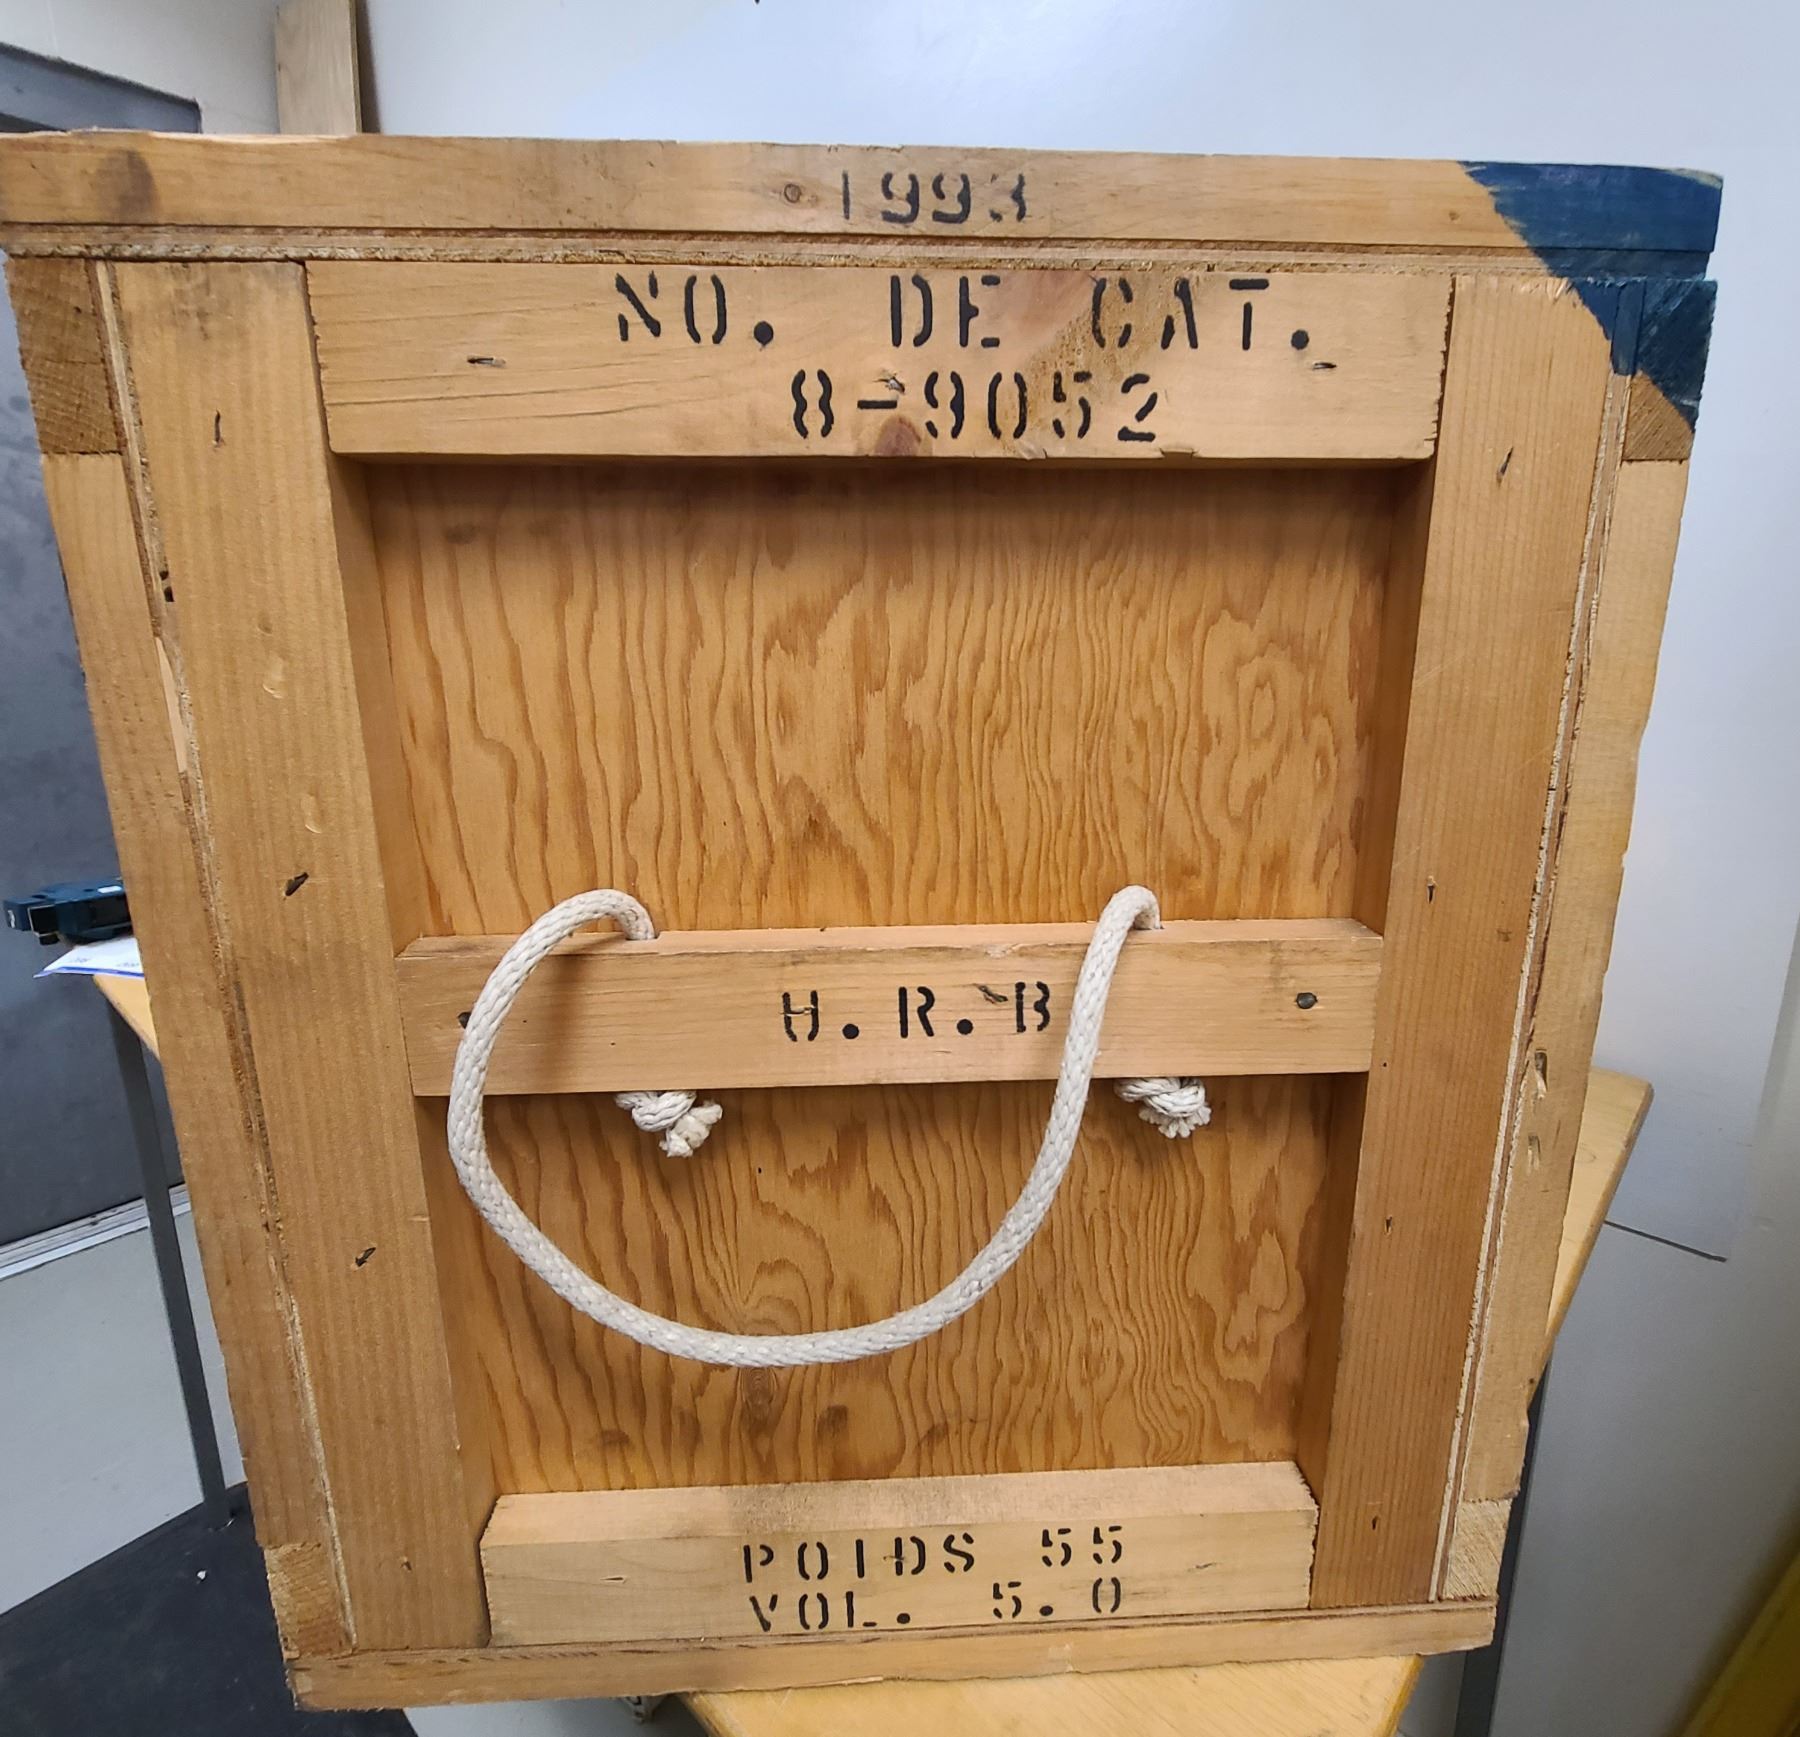 1993
NO. DE CAT.
8-9052
H.R.B
POIDS 55
VOL. 5.0